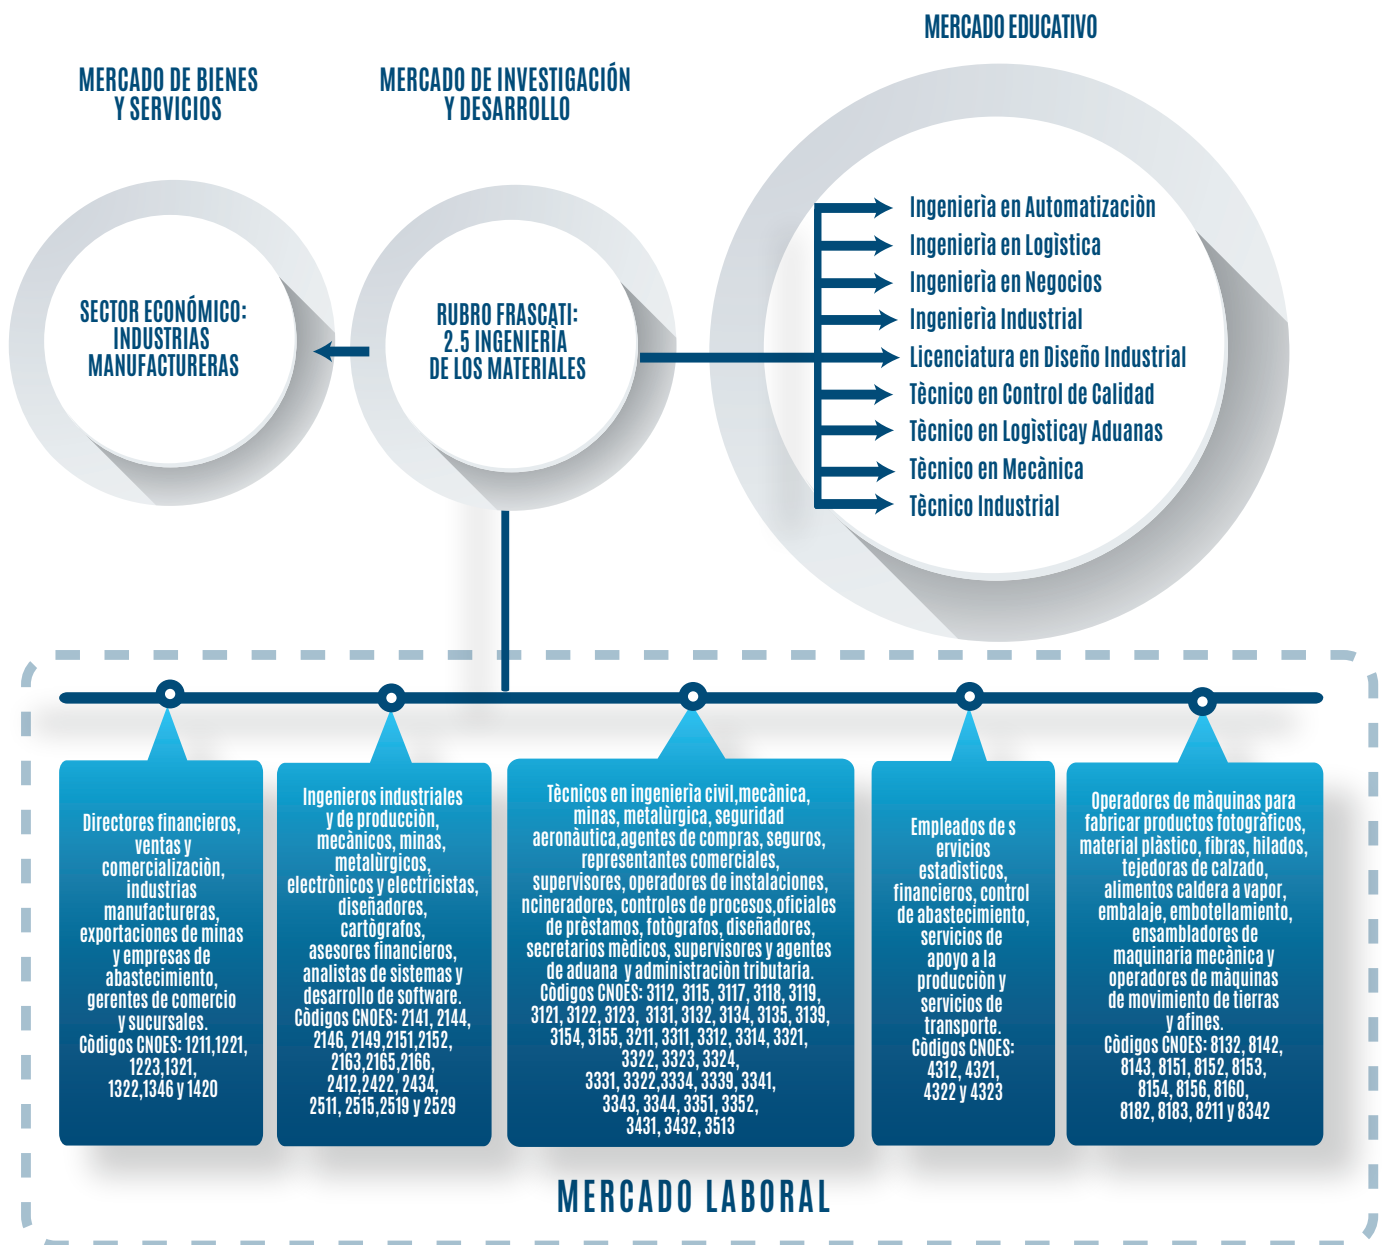 MERCADO DE BIENES
Y SERVICIOS
MERCADO DE INVESTIGACIÓN
Y DESARROLLO
MERCADO EDUCATIVO
SECTOR ECONÓMICO:
INDUSTRIAS
MANUFACTURERAS
RUBRO FRASCATI:
2.5 INGENIERÌA
DE LOS MATERIALES
Ingenierìa en Automatizaciòn
Ingenierìa en Logìstica
Ingenierìa en Negocios
Ingenierìa Industrial
Licenciatura en Diseño Industrial
Tècnico en Control de Calidad
Tècnico en Logìsticay Aduanas
Tècnico en Mecànica
Tècnico Industrial
Directores financieros,
ventas y
comercializaciòn,
industrias
manufactureras,
exportaciones de minas
y empresas de
abastecimiento,
gerentes de comercio
y sucursales.
Còdigos CNOES: 1211,1221,
1223,1321,
1322,1346 y 1420
Ingenieros industriales
y de producciòn,
mecànicos, minas,
metalùrgicos,
electrònicos y electricistas,
diseñadores,
cartògrafos,
asesores financieros,
analistas de sistemas y
desarrollo de software.
Còdigos CNOES: 2141, 2144,
2146, 2149,2151,2152,
2163,2165,2166,
2412,2422, 2434,
2511, 2515,2519 y 2529
Tècnicos en ingenierìa civil,mecànica,
minas, metalùrgica, seguridad
aeronàutica,agentes de compras, seguros,
representantes comerciales,
supervisores, operadores de instalaciones,
ncineradores, controles de procesos,oficiales
de prèstamos, fotògrafos, diseñadores,
secretarios mèdicos, supervisores y agentes
de aduana y administraciòn tributaria.
Còdigos CNOES: 3112, 3115, 3117, 3118, 3119,
3121, 3122, 3123, 3131, 3132, 3134, 3135, 3139,
3154, 3155, 3211, 3311, 3312, 3314, 3321,
3322, 3323, 3324,
3331, 3322,3334, 3339, 3341,
3343, 3344, 3351, 3352,
3431, 3432, 3513
Empleados de s
ervicios
estadìsticos,
financieros, control
de abastecimiento,
servicios de
apoyo a la
producciòn y
servicios de
transporte.
Còdigos CNOES:
4312, 4321,
4322 y 4323
Operadores de màquinas para
fabricar productos fotogràficos,
material plàstico, fibras, hilados,
tejedoras de calzado,
alimentos caldera a vapor,
embalaje, embotellamiento,
ensambladores de
maquinaria mecànica y
operadores de màquinas
de movimiento de tierras
y afines.
Còdigos CNOES: 8132, 8142,
8143, 8151, 8152, 8153,
8154, 8156, 8160,
8182, 8183, 8211 y 8342
MERCADO LABORAL